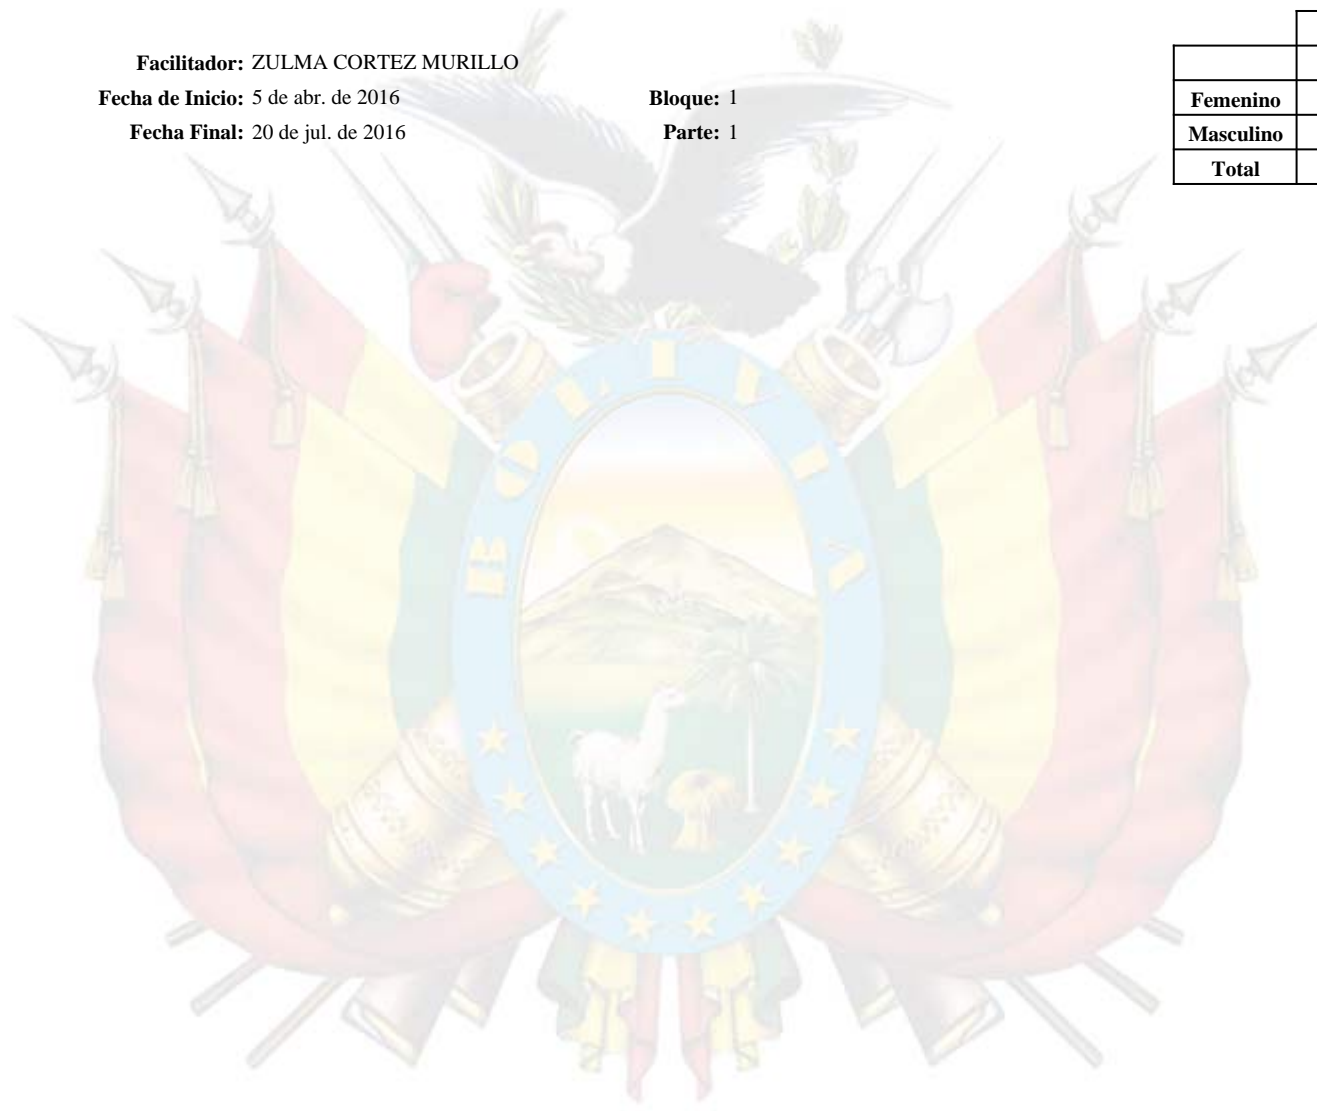 Facilitador: ZULMA CORTEZ MURILLO
Fecha de Inicio: 5 de abr. de 2016 Bloque: 1
Femenino
Fecha Final: 20 de jul. de 2016 Parte: 1
Masculino
Total
BOLIVIA